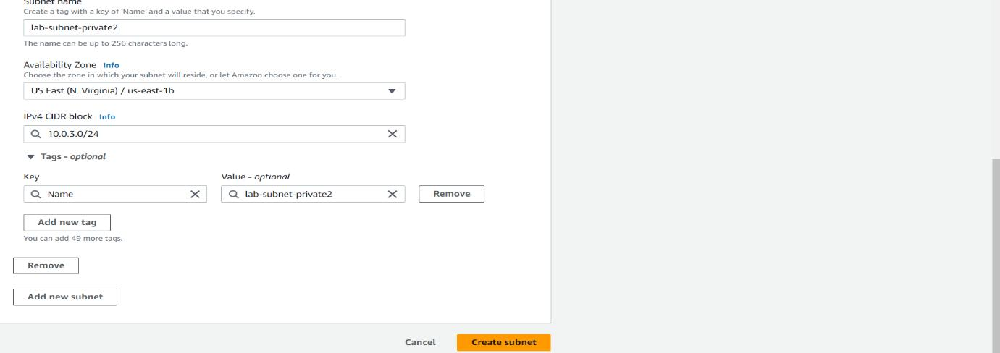 Subnet name
Create a tag with a key of 'Name' and a value that you specify.
lab-subnet-private2
The name can be up to 256 characters long.
Availability Zone Info
Choose the zone in which your subnet will reside, or let Amazon choose one for you.
US East (N. Virginia) / us-east-1b
IPv4 CIDR block Info
10.0.3.0/24
Tags - optional
Key Value - optional
Name lab-subnet-private2 Remove
Add new tag
You can add 49 more tags.
Remove
Add new subnet
Cancel Create subnet